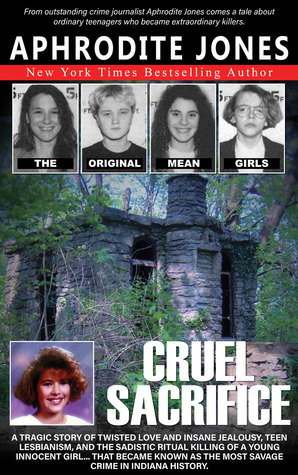 From outstanding crime journalist Aphrodite Jones comes a tale about
ordinary teenagers who became extraordinary killers.
APHRODITE JONES
New York Times Bestselling Author
THE ORIGINAL MEAN GIRLS
CRUEL
SACRIFICE
A TRAGIC STORY OF TWISTED LOVE AND INSANE JEALOUSY, TEEN
LESBIANISM, AND THE SADISTIC RITUAL KILLING OF A YOUNG
INNOCENT GIRL... THAT BECAME KNOWN AS THE MOST SAVAGE
CRIME IN INDIANA HISTORY.